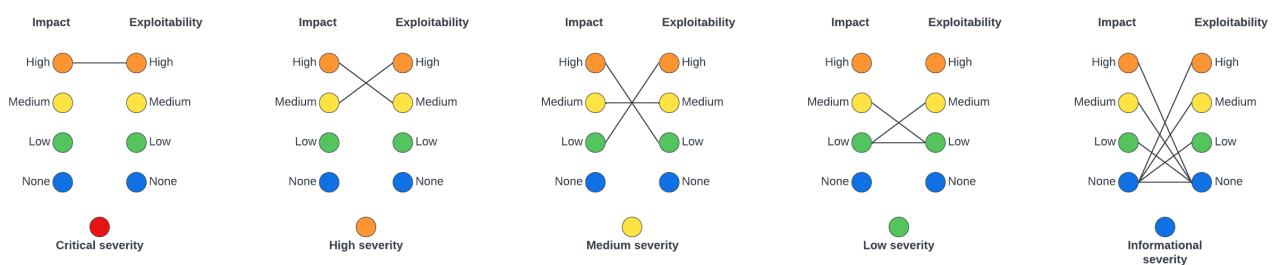 Impact Exploitability
High High
Medium Medium
Low Low
None None
Critical severity
Impact Exploitability
High High
Medium Medium
Low Low
None None
High severity
Impact Exploitability
High High
Medium Medium
Low Low
None None
Medium severity
Impact Exploitability
High High
Medium Medium
Low Low
None None
Low severity
Impact Exploitability
High High
Medium Medium
Low Low
None None
Informational
severity